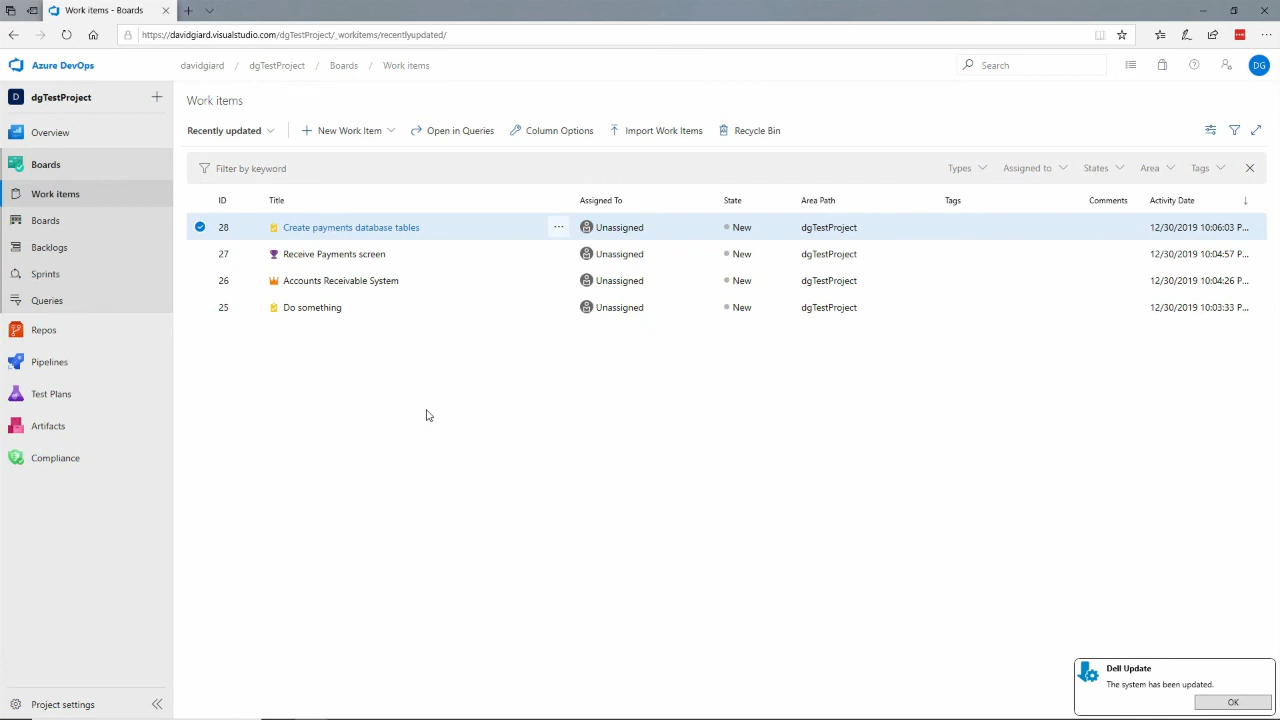 Work items - Boards
https://davidgiard.visualstudio.com/dgTestProject/_workitems/recentlyupdated/
Azure DevOps
davidgiard / dgTestProject / Boards / Work items
Search
DG
D dgTestProject
Overview
Boards
Work items
Boards
Backlogs
Sprints
Queries
Repos
Pipelines
Test Plans
Artifacts
Compliance
Project settings
Work items
Recently updated New Work Item Open in Queries Column Options Import Work Items Recycle Bin
Filter by keyword Types Assigned to States Area Tags
ID Title Assigned To State Area Path Tags Comments Activity Date
28 Create payments database tables ... Unassigned New dgTestProject 12/30/2019 10:06:03 P...
27 Receive Payments screen Unassigned New dgTestProject 12/30/2019 10:04:57 P...
26 Accounts Receivable System Unassigned New dgTestProject 12/30/2019 10:04:26 P...
25 Do something Unassigned New dgTestProject 12/30/2019 10:03:33 P...
Dell Update
The system has been updated.
OK